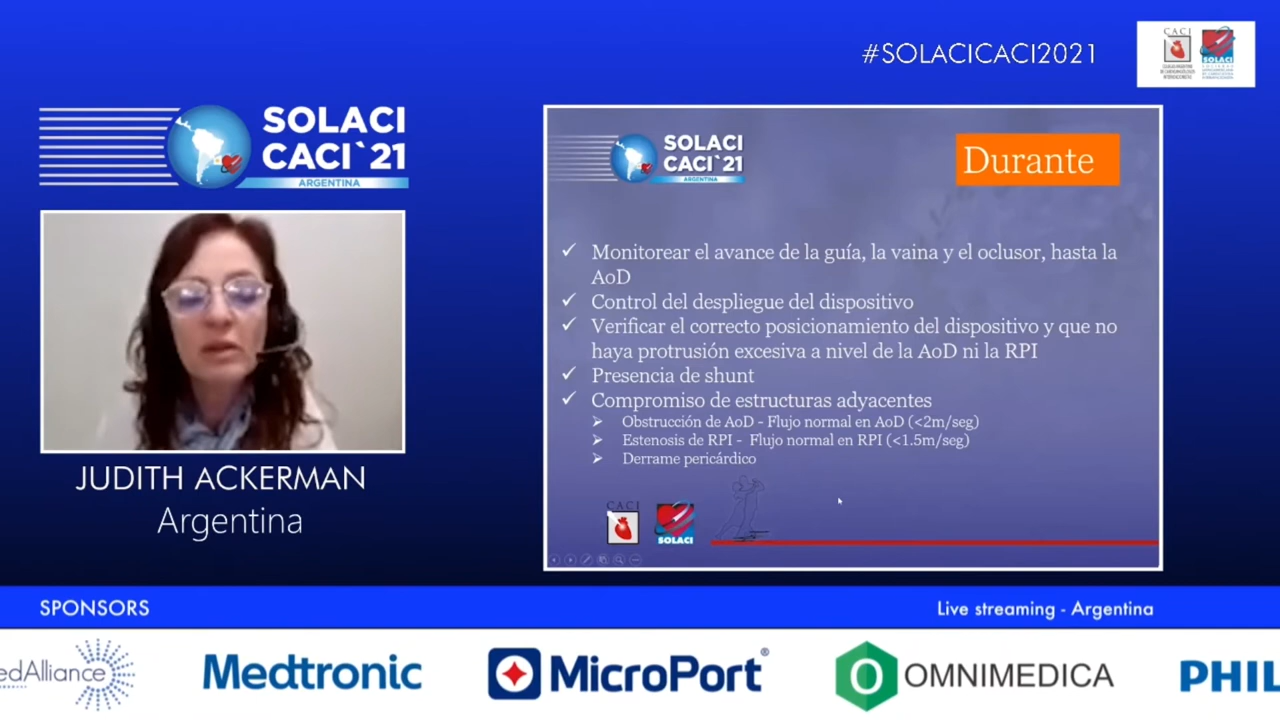 #SOLACICACI2021
CACI
SOLACI
SOLACI
CACI`21
ARGENTINA
JUDITH ACKERMAN
Argentina
SOLACI
CACI`21
ARGENTINA
Durante
✓ Monitorear el avance de la guía, la vaina y el oclusor, hasta la
AoD
✓ Control del despliegue del dispositivo
✓ Verificar el correcto posicionamiento del dispositivo y que no
haya protrusión excesiva a nivel de la AoD ni la RPI
✓ Presencia de shunt
✓ Compromiso de estructuras adyacentes
➢ Obstrucción de AoD - Flujo normal en AoD (<2m/seg)
➢ Estenosis de RPI - Flujo normal en RPI (<1.5m/seg)
➢ Derrame pericárdico
CACI
SOLACI
SPONSORS
Live streaming - Argentina
edAlliance
Medtronic
MicroPort®
OMNIMEDICA
PHIL